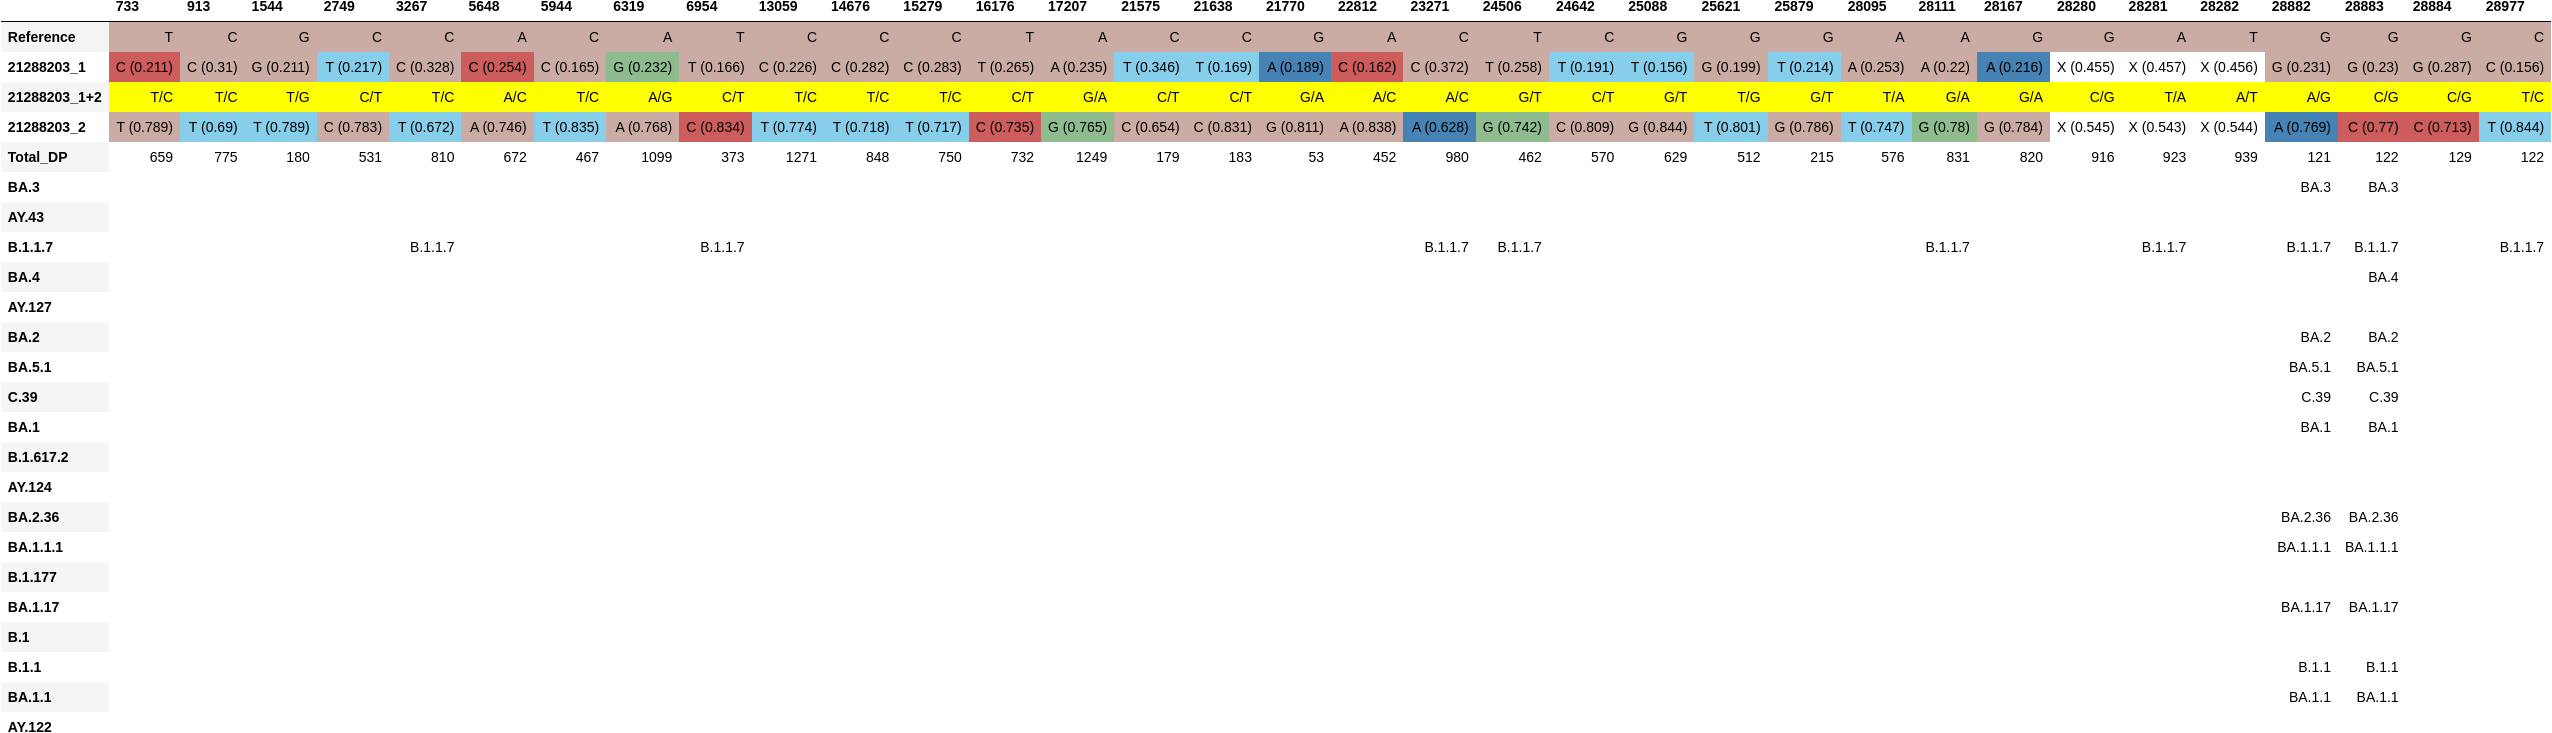 733 913 1544 2749 3267 5648 5944 6319 6954 13059 14676 15279 16176 17207 21575 21638 21770 22812 23271 24506 24642 25088 25621 25879 28095 28111 28167 28280 28281 28282 28882 28883 28884 28977
Reference T C G C C A C A T C C C T A C C G A C T C G G G A A G G A T G G G C
21288203_1 C (0.211) C (0.31) G (0.211) T (0.217) C (0.328) C (0.254) C (0.165) G (0.232) T (0.166) C (0.226) C (0.282) C (0.283) T (0.265) A (0.235) T (0.346) T (0.169) A (0.189) C (0.162) C (0.372) T (0.258) T (0.191) T (0.156) G (0.199) T (0.214) A (0.253) A (0.22) A (0.216) X (0.455) X (0.457) X (0.456) G (0.231) G (0.23) G (0.287) C (0.156)
21288203_1+2 T/C T/C T/G C/T T/C A/C T/C A/G C/T T/C T/C T/C C/T G/A C/T C/T G/A A/C A/C G/T C/T G/T T/G G/T T/A G/A G/A C/G T/A A/T A/G C/G C/G T/C
21288203_2 T (0.789) T (0.69) T (0.789) C (0.783) T (0.672) A (0.746) T (0.835) A (0.768) C (0.834) T (0.774) T (0.718) T (0.717) C (0.735) G (0.765) C (0.654) C (0.831) G (0.811) A (0.838) A (0.628) G (0.742) C (0.809) G (0.844) T (0.801) G (0.786) T (0.747) G (0.78) G (0.784) X (0.545) X (0.543) X (0.544) A (0.769) C (0.77) C (0.713) T (0.844)
Total_DP 659 775 180 531 810 672 467 1099 373 1271 848 750 732 1249 179 183 53 452 980 462 570 629 512 215 576 831 820 916 923 939 121 122 129 122
BA.3 BA.3 BA.3
AY.43
B.1.1.7 B.1.1.7 B.1.1.7 B.1.1.7 B.1.1.7 B.1.1.7 B.1.1.7 B.1.1.7 B.1.1.7 B.1.1.7
BA.4 BA.4
AY.127
BA.2 BA.2 BA.2
BA.5.1 BA.5.1 BA.5.1
C.39 C.39 C.39
BA.1 BA.1 BA.1
B.1.617.2
AY.124
BA.2.36 BA.2.36 BA.2.36
BA.1.1.1 BA.1.1.1 BA.1.1.1
B.1.177
BA.1.17 BA.1.17 BA.1.17
B.1
B.1.1 B.1.1 B.1.1
BA.1.1 BA.1.1 BA.1.1
AY.122